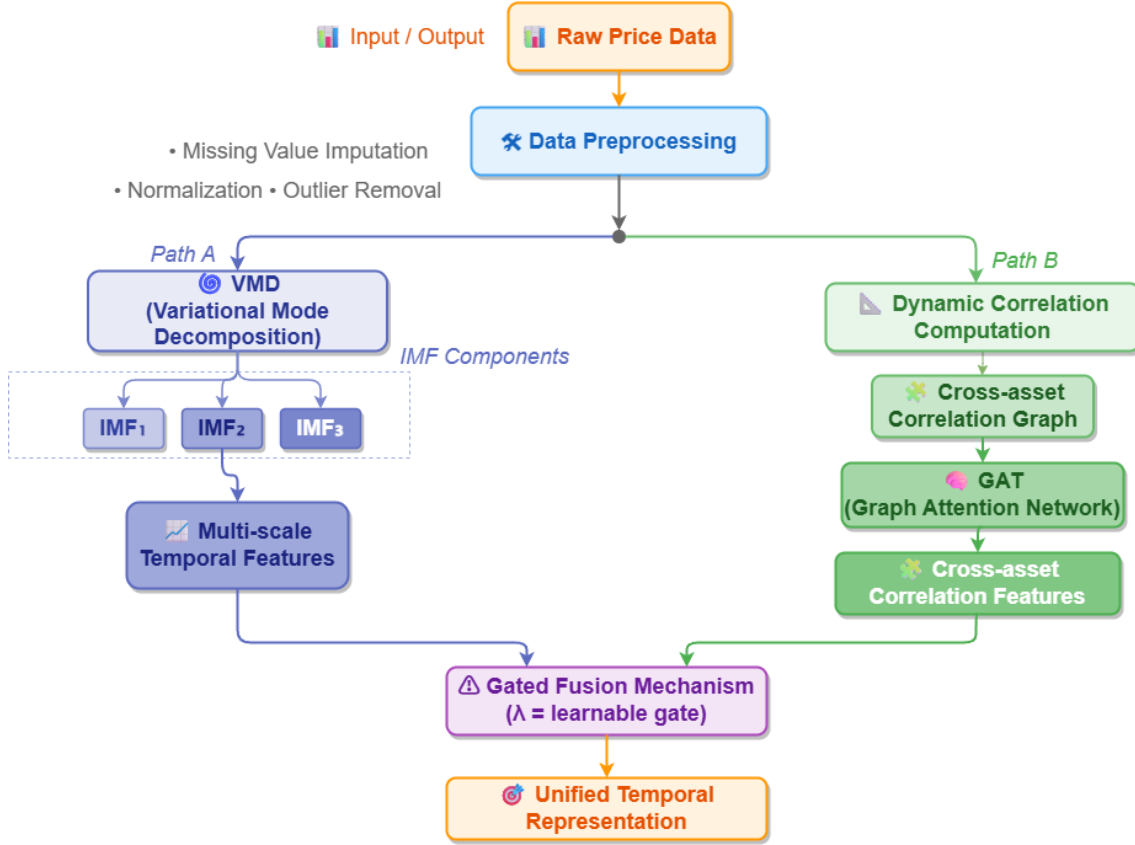 Input / Output
Raw Price Data
Data Preprocessing
• Missing Value Imputation
• Normalization • Outlier Removal
Path A
Path B
VMD
(Variational Mode
Decomposition)
Dynamic Correlation
Computation
IMF Components
IMF₁
IMF₂
IMF₃
Cross-asset
Correlation Graph
GAT
(Graph Attention Network)
Multi-scale
Temporal Features
Cross-asset
Correlation Features
Gated Fusion Mechanism
(λ = learnable gate)
Unified Temporal
Representation